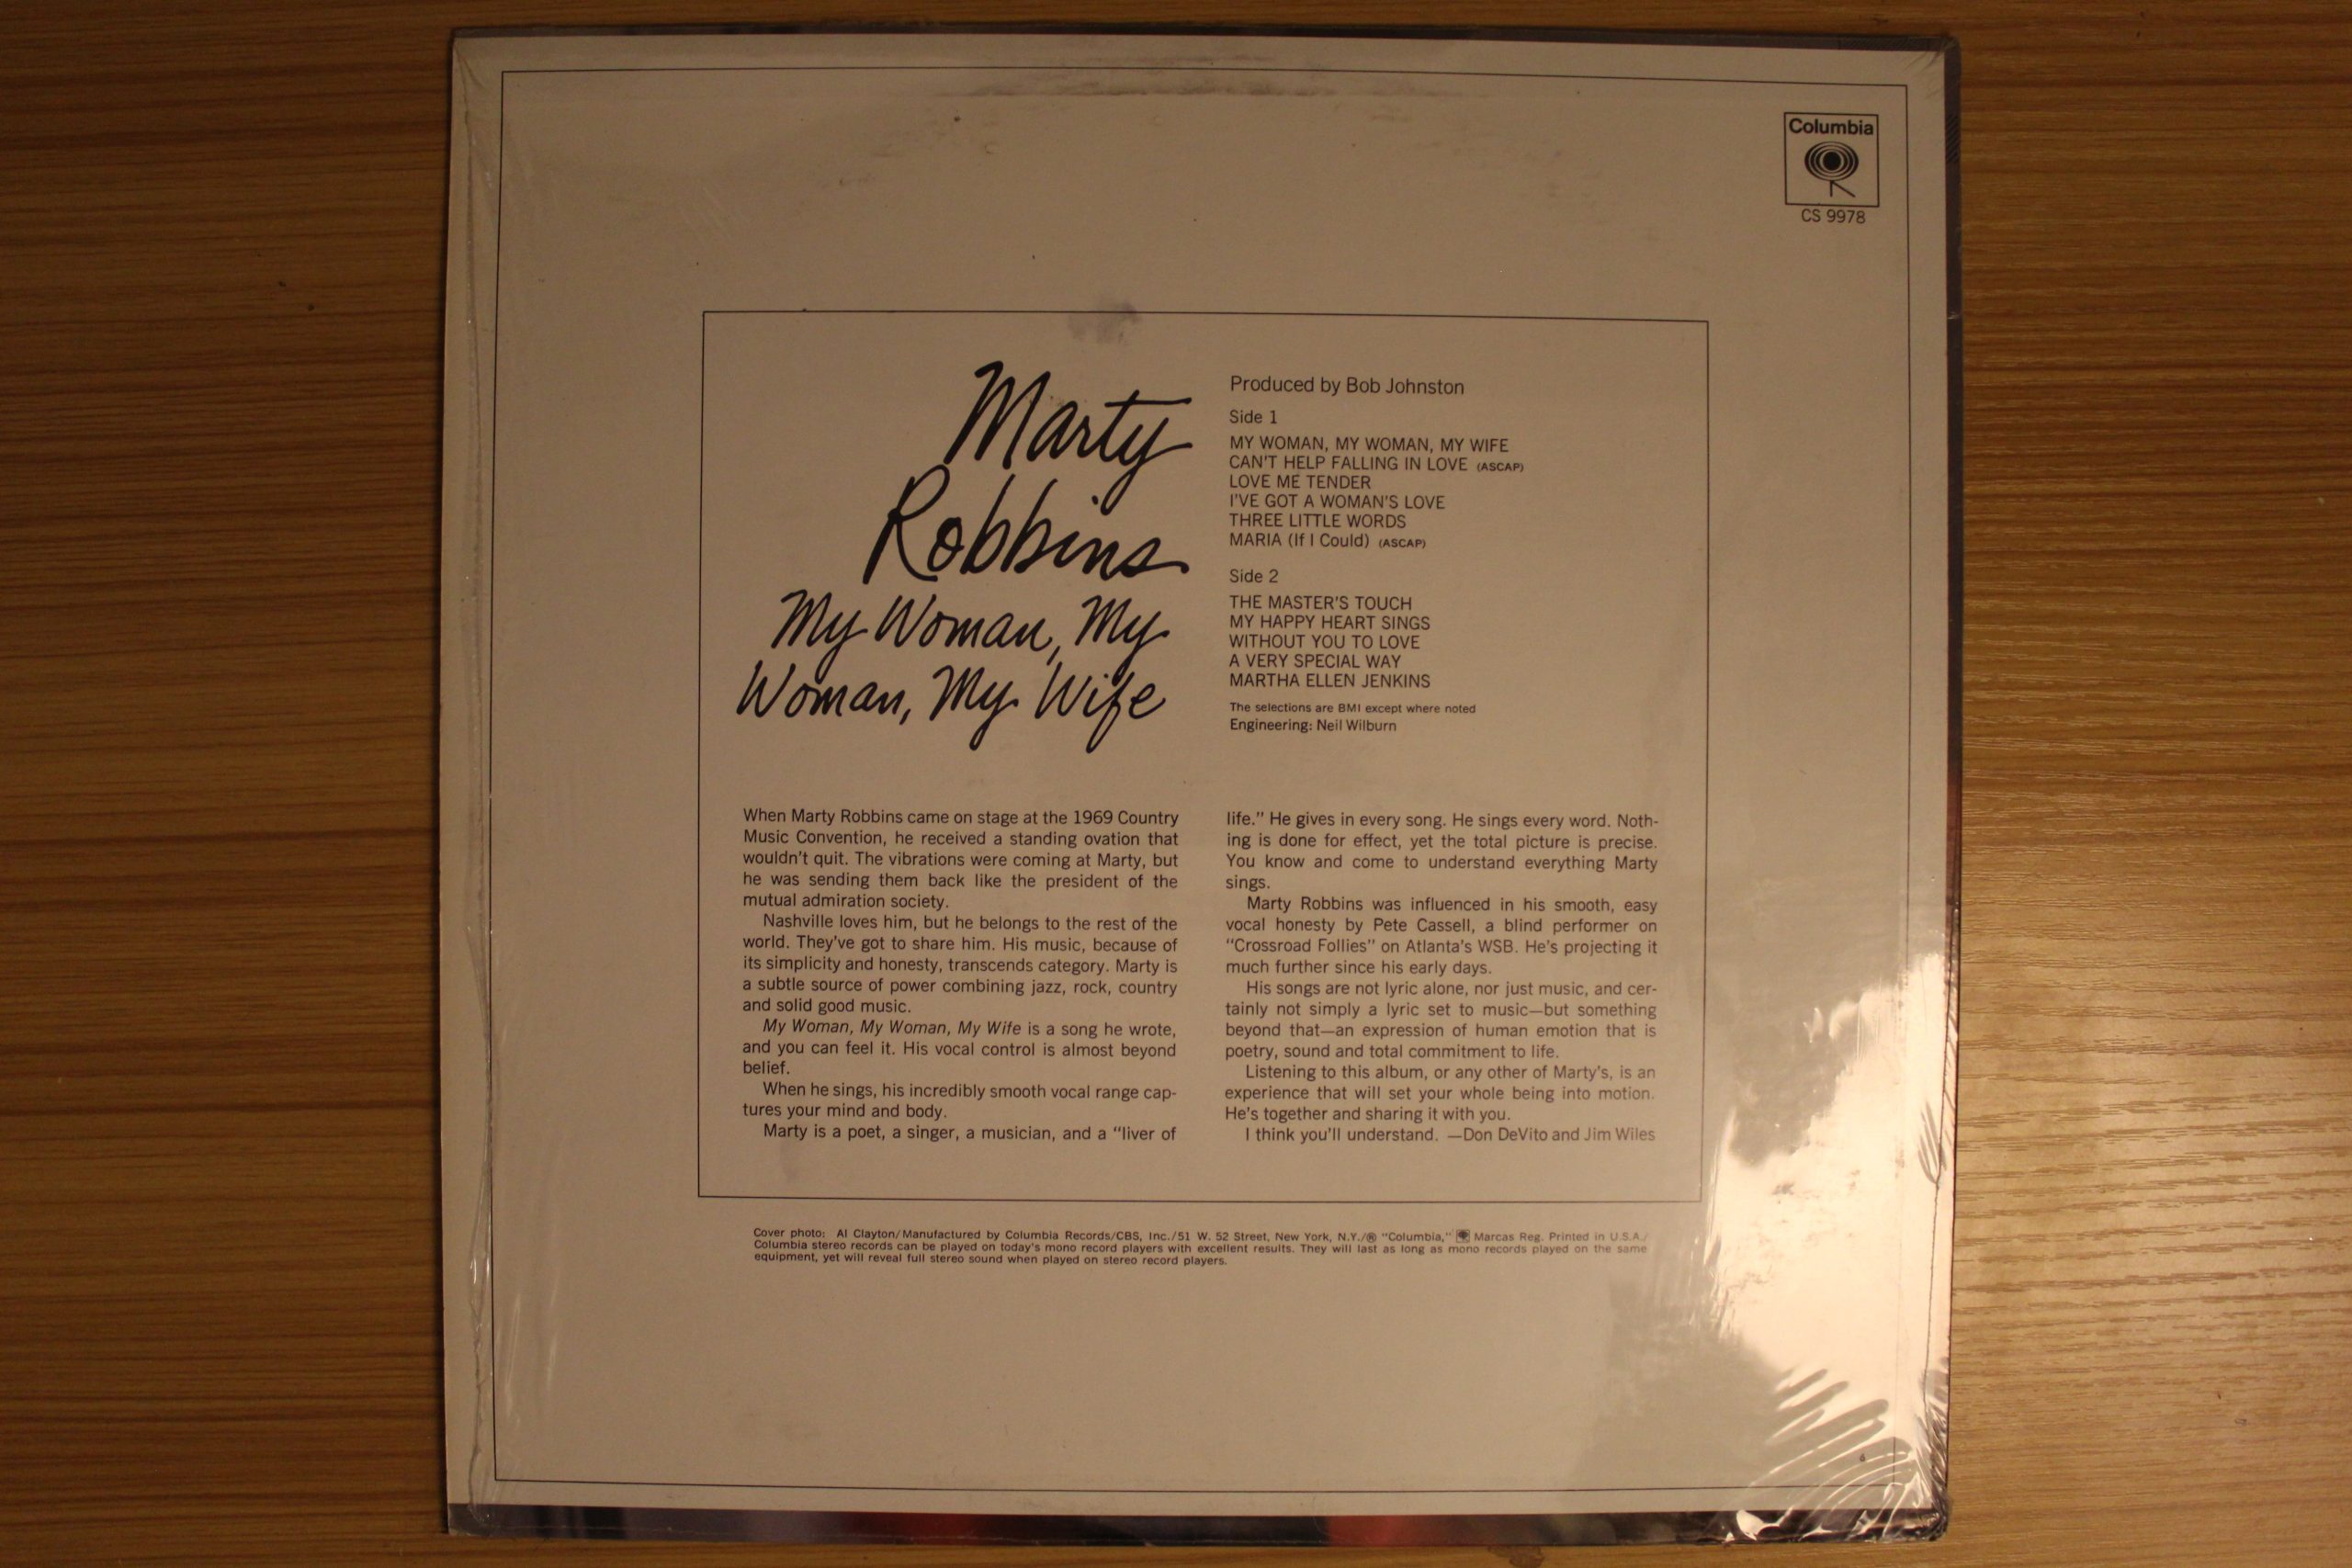 Columbia
CS 9978
Marty
Robbins
My Woman, My
Woman, My Wife
Produced by Bob Johnston
Side 1
MY WOMAN, MY WOMAN, MY WIFE
CAN'T HELP FALLING IN LOVE (ASCAP)
LOVE ME TENDER
I'VE GOT A WOMAN'S LOVE
THREE LITTLE WORDS
MARIA (If I Could) (ASCAP)
Side 2
THE MASTER'S TOUCH
MY HAPPY HEART SINGS
WITHOUT YOU TO LOVE
A VERY SPECIAL WAY
MARTHA ELLEN JENKINS
The selections are BMI except where noted
Engineering: Neil Wilburn
When Marty Robbins came on stage at the 1969 Country
Music Convention, he received a standing ovation that
wouldn't quit. The vibrations were coming at Marty, but
he was sending them back like the president of the
mutual admiration society.
Nashville loves him, but he belongs to the rest of the
world. They've got to share him. His music, because of
its simplicity and honesty, transcends category. Marty is
a subtle source of power combining jazz, rock, country
and solid good music.
My Woman, My Woman, My Wife is a song he wrote,
and you can feel it. His vocal control is almost beyond
belief.
When he sings, his incredibly smooth vocal range cap-
tures your mind and body.
Marty is a poet, a singer, a musician, and a "liver of
life." He gives in every song. He sings every word. Noth-
ing is done for effect, yet the total picture is precise.
You know and come to understand everything Marty
sings.
Marty Robbins was influenced in his smooth, easy
vocal honesty by Pete Cassell, a blind performer on
"Crossroad Follies" on Atlanta's WSB. He's projecting it
much further since his early days.
His songs are not lyric alone, nor just music, and cer-
tainly not simply a lyric set to music—but something
beyond that—an expression of human emotion that is
poetry, sound and total commitment to life.
Listening to this album, or any other of Marty's, is an
experience that will set your whole being into motion.
He's together and sharing it with you.
I think you'll understand. —Don DeVito and Jim Wiles
Cover photo: Al Clayton/Manufactured by Columbia Records/CBS, Inc./51 W. 52 Street, New York, N.Y./® "Columbia," Marcas Reg. Printed in U.S.A./
Columbia stereo records can be played on today's mono record players with excellent results. They will last as long as mono records played on the same
equipment, yet will reveal full stereo sound when played on stereo record players.